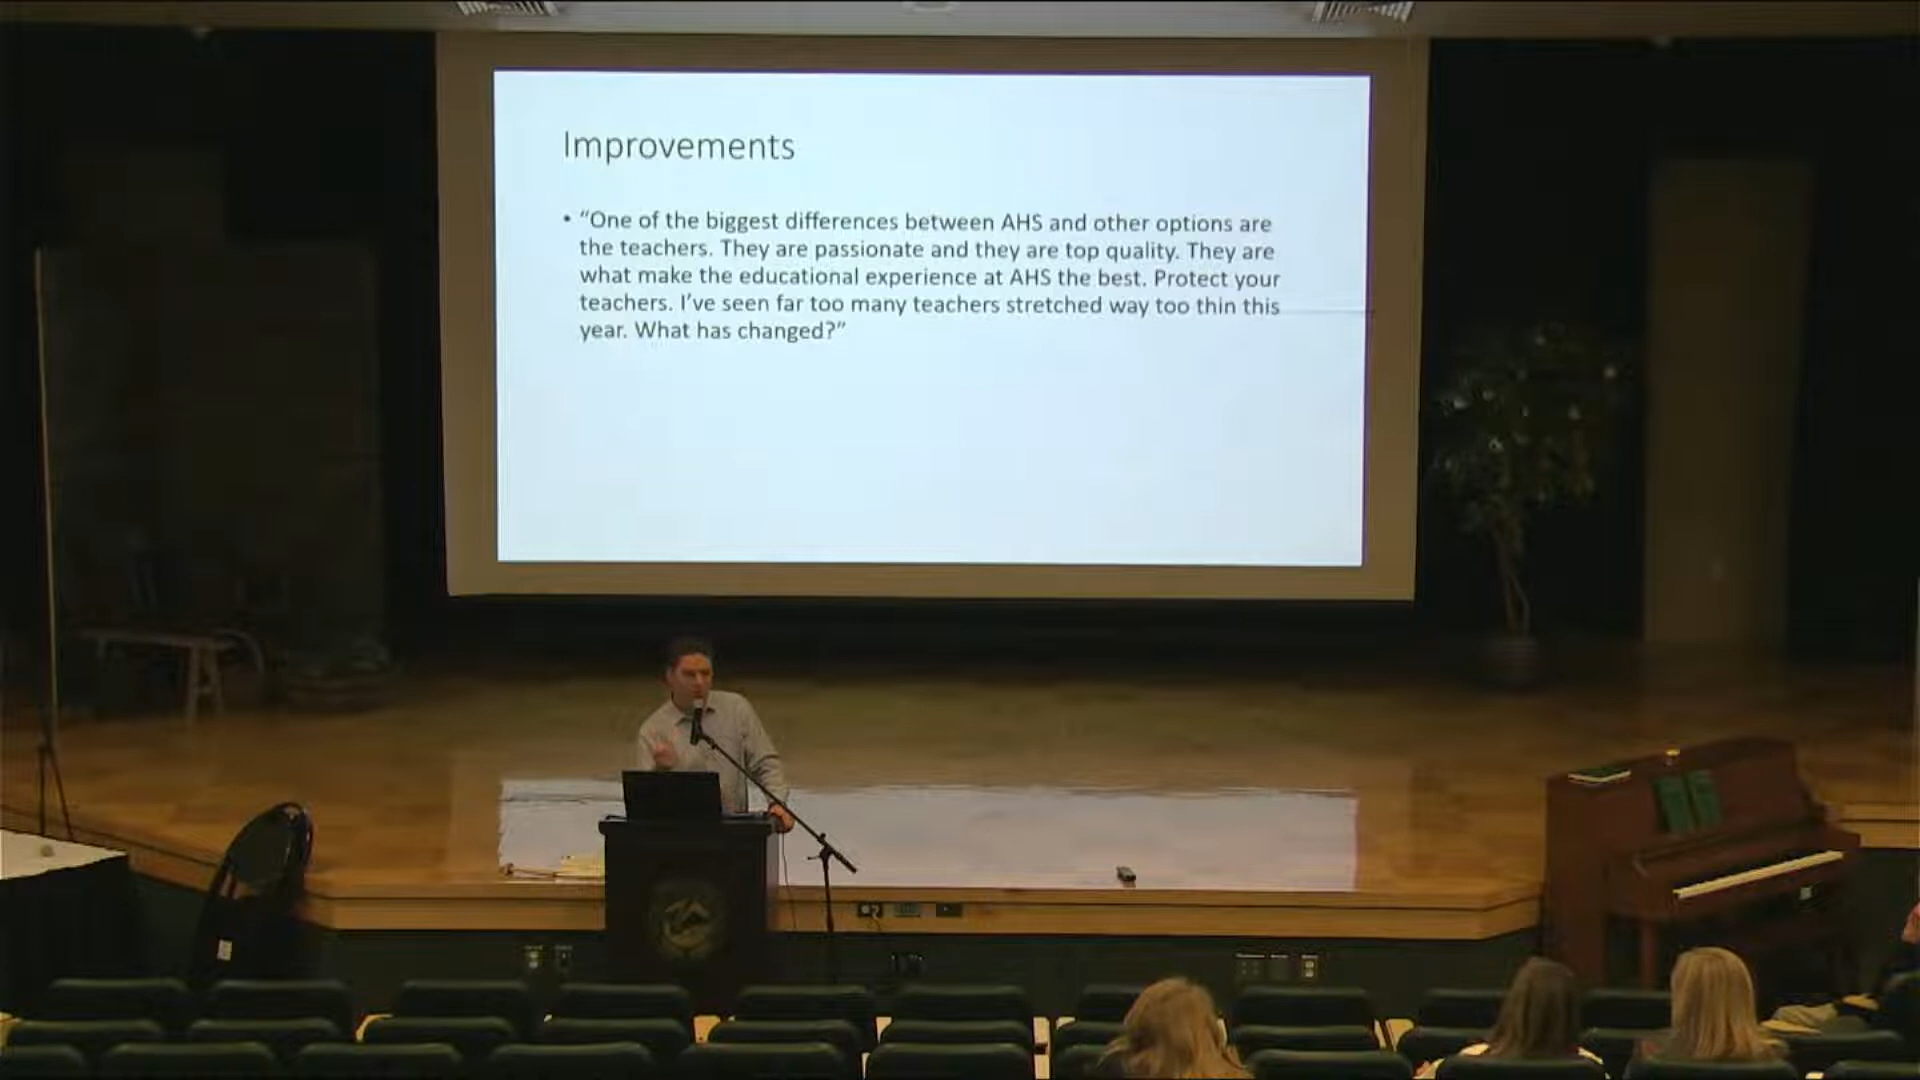 Improvements
• “One of the biggest differences between AHS and other options are
the teachers. They are passionate and they are top quality. They are
what make the educational experience at AHS the best. Protect your
teachers. I’ve seen far too many teachers stretched way too thin this
year. What has changed?”